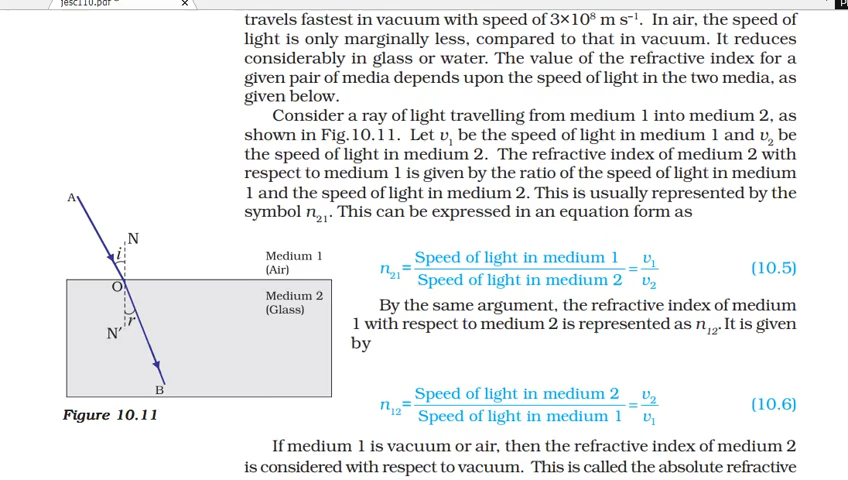 jesc110.pdf
travels fastest in vacuum with speed of 3×10⁸ m s⁻¹. In air, the speed of
light is only marginally less, compared to that in vacuum. It reduces
considerably in glass or water. The value of the refractive index for a
given pair of media depends upon the speed of light in the two media, as
given below.
Consider a ray of light travelling from medium 1 into medium 2, as
shown in Fig.10.11. Let v₁ be the speed of light in medium 1 and v₂ be
the speed of light in medium 2. The refractive index of medium 2 with
respect to medium 1 is given by the ratio of the speed of light in medium
1 and the speed of light in medium 2. This is usually represented by the
symbol n₂₁. This can be expressed in an equation form as
A
N
i
Medium 1
(Air)
O
Medium 2
(Glass)
r
N′
B
Figure 10.11
n₂₁= Speed of light in medium 1 / Speed of light in medium 2 = v₁ / v₂ (10.5)
By the same argument, the refractive index of medium
1 with respect to medium 2 is represented as n₁₂. It is given
by
n₁₂= Speed of light in medium 2 / Speed of light in medium 1 = v₂ / v₁ (10.6)
If medium 1 is vacuum or air, then the refractive index of medium 2
is considered with respect to vacuum. This is called the absolute refractive